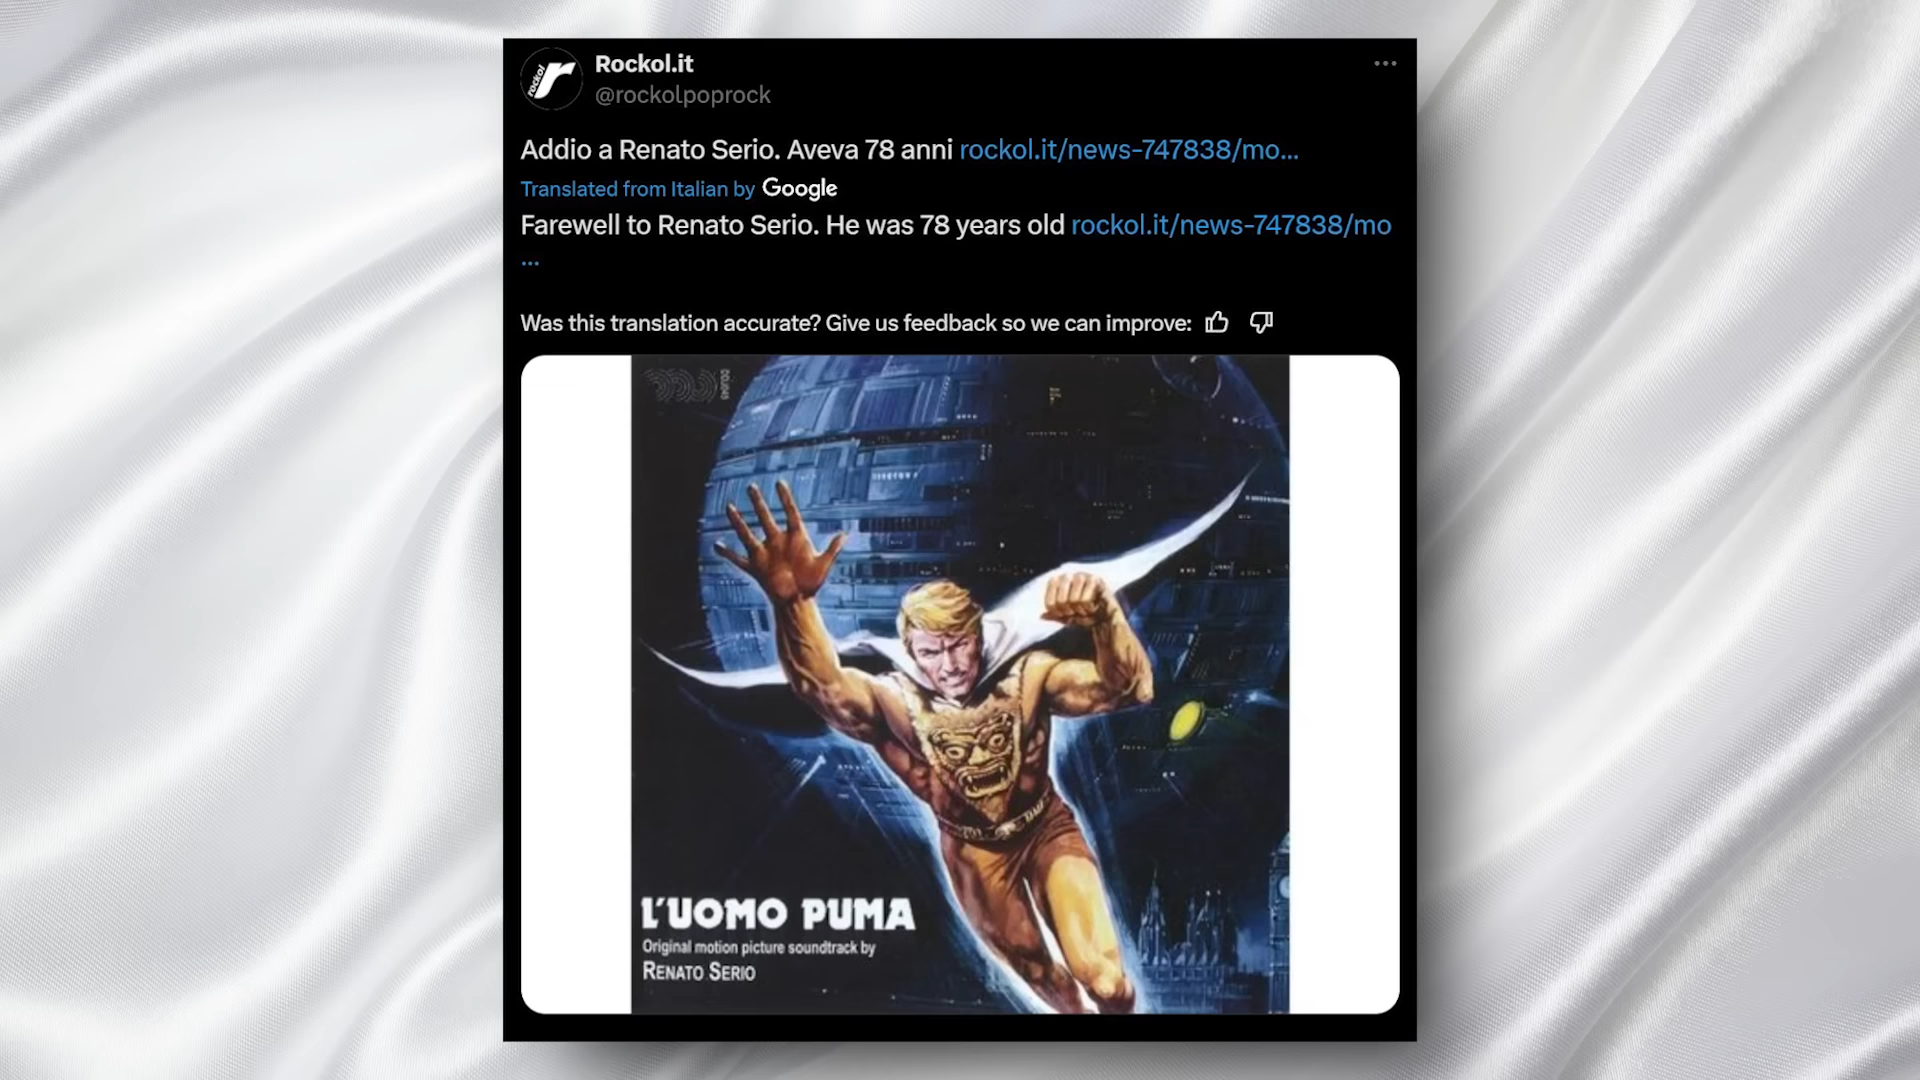 rockol
Rockol.it
@rockolpoprock
Addio a Renato Serio. Aveva 78 anni rockol.it/news-747838/mo...
Translated from Italian by Google
Farewell to Renato Serio. He was 78 years old rockol.it/news-747838/mo
...
Was this translation accurate? Give us feedback so we can improve:
L'UOMO PUMA
Original motion picture soundtrack by
RENATO SERIO